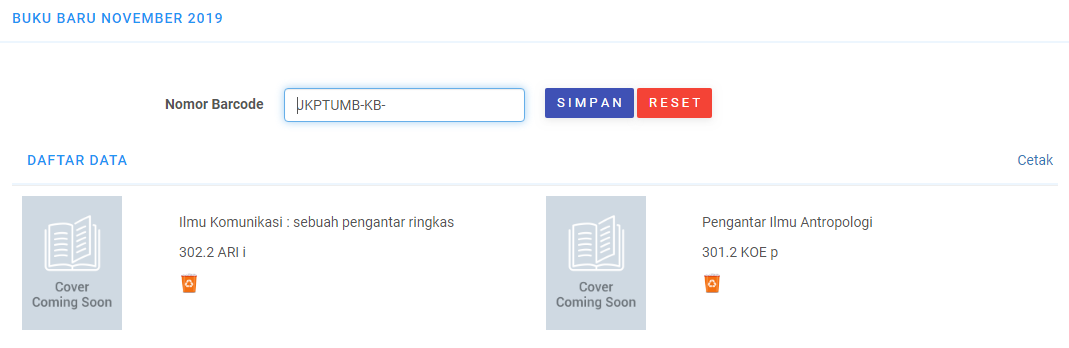 BUKU BARU NOVEMBER 2019
Nomor Barcode
UKPTUMB-KB-
SIMPAN
RESET
DAFTAR DATA
Cetak
Cover
Coming Soon
Ilmu Komunikasi : sebuah pengantar ringkas
302.2 ARI i
Cover
Coming Soon
Pengantar Ilmu Antropologi
301.2 KOE p